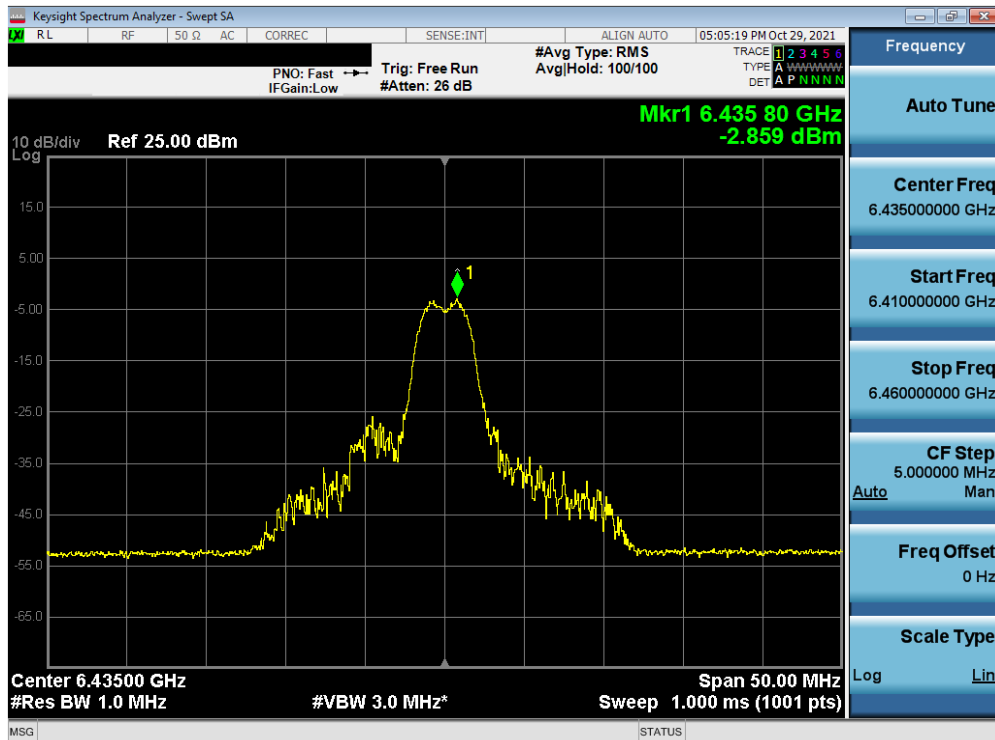 Keysight Spectrum Analyzer - Swept SA
LXI RL RF 50 Ω AC CORREC SENSE:INT ALIGN AUTO 05:05:19 PM Oct 29, 2021
PNO: Fast
IFGain:Low
Trig: Free Run
#Atten: 26 dB
#Avg Type: RMS
Avg|Hold: 100/100
TRACE 1 2 3 4 5 6
TYPE A WWWWW
DET A P N N N N
Mkr1 6.435 80 GHz
-2.859 dBm
10 dB/div Ref 25.00 dBm
Log
15.0
5.00
1
-5.00
-15.0
-25.0
-35.0
-45.0
-55.0
-65.0
Center 6.43500 GHz Span 50.00 MHz
#Res BW 1.0 MHz #VBW 3.0 MHz* Sweep 1.000 ms (1001 pts)
MSG STATUS
Frequency
Auto Tune
Center Freq
6.435000000 GHz
Start Freq
6.410000000 GHz
Stop Freq
6.460000000 GHz
CF Step
5.000000 MHz
Auto Man
Freq Offset
0 Hz
Scale Type
Log Lin